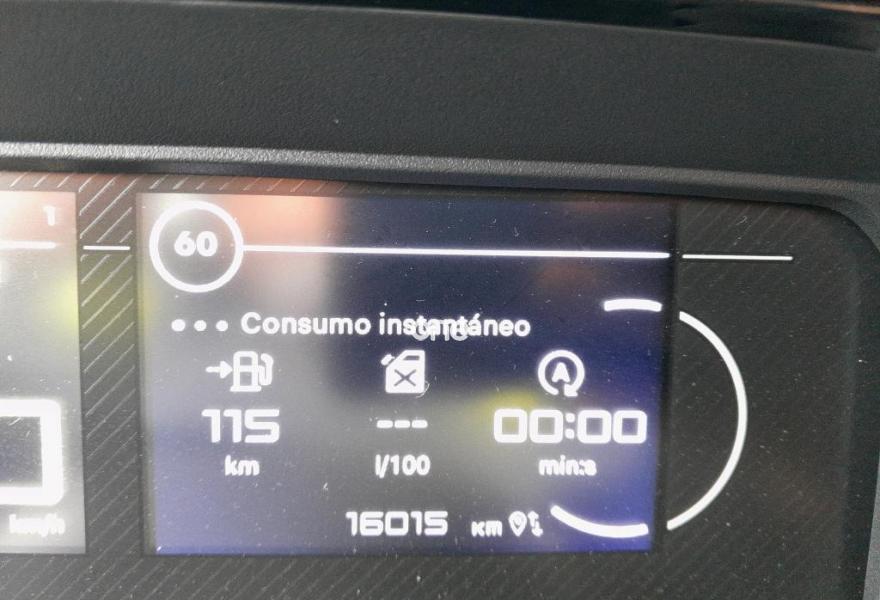 1
60
Consumo instantáneo
115
---
00:00
km
l/100
min:s
km/h
16015 km